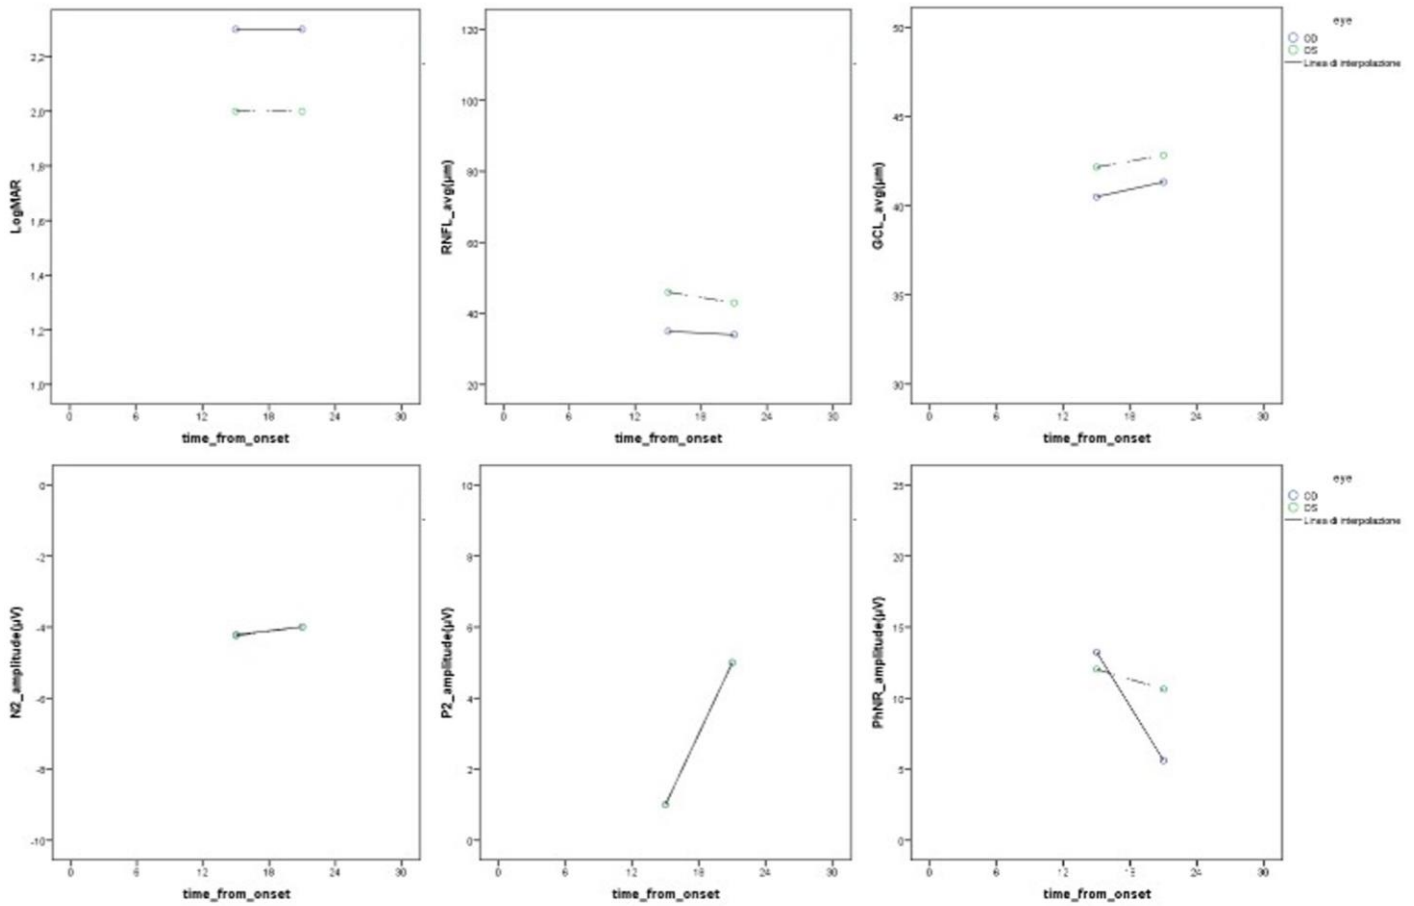 LogMAR
2,2
2,0
1,8
1,6
1,4
1,2
1,0
0 6 12 18 24 30
time_from_onset
RNFL_avg(µm)
120
100
80
60
40
20
0 6 12 18 24 30
time_from_onset
GCL_avg(µm)
50
45
40
35
30
0 6 12 18 24 30
time_from_onset
eye
OD
OS
Linea di interpolazione
N2_amplitude(µV)
0
-2
-4
-6
-8
-10
0 6 12 18 24 30
time_from_onset
P2_amplitude(µV)
10
8
6
4
2
0
0 6 12 18 24 30
time_from_onset
PhNR_amplitude(µV)
25
20
15
10
5
0
0 6 12 18 24 30
time_from_onset
eye
OD
OS
Linea di interpolazione